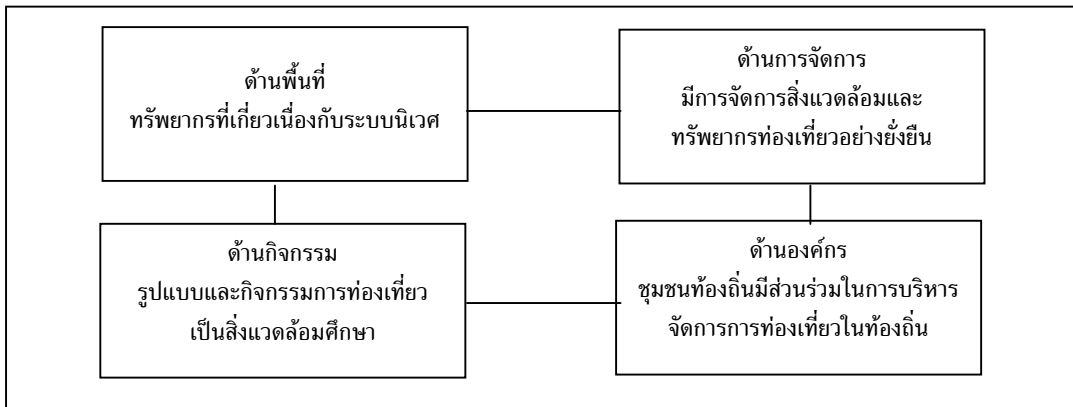 ด้านพื้นที่
ทรัพยากรที่เกี่ยวเนื่องกับระบบนิเวศ
ด้านการจัดการ
มีการจัดการสิ่งแวดล้อมและ
ทรัพยากรท่องเที่ยวอย่างยั่งยืน
ด้านกิจกรรม
รูปแบบและกิจกรรมการท่องเที่ยว
เป็นสิ่งแวดล้อมศึกษา
ด้านองค์กร
ชุมชนท้องถิ่นมีส่วนร่วมในการบริหาร
จัดการการท่องเที่ยวในท้องถิ่น